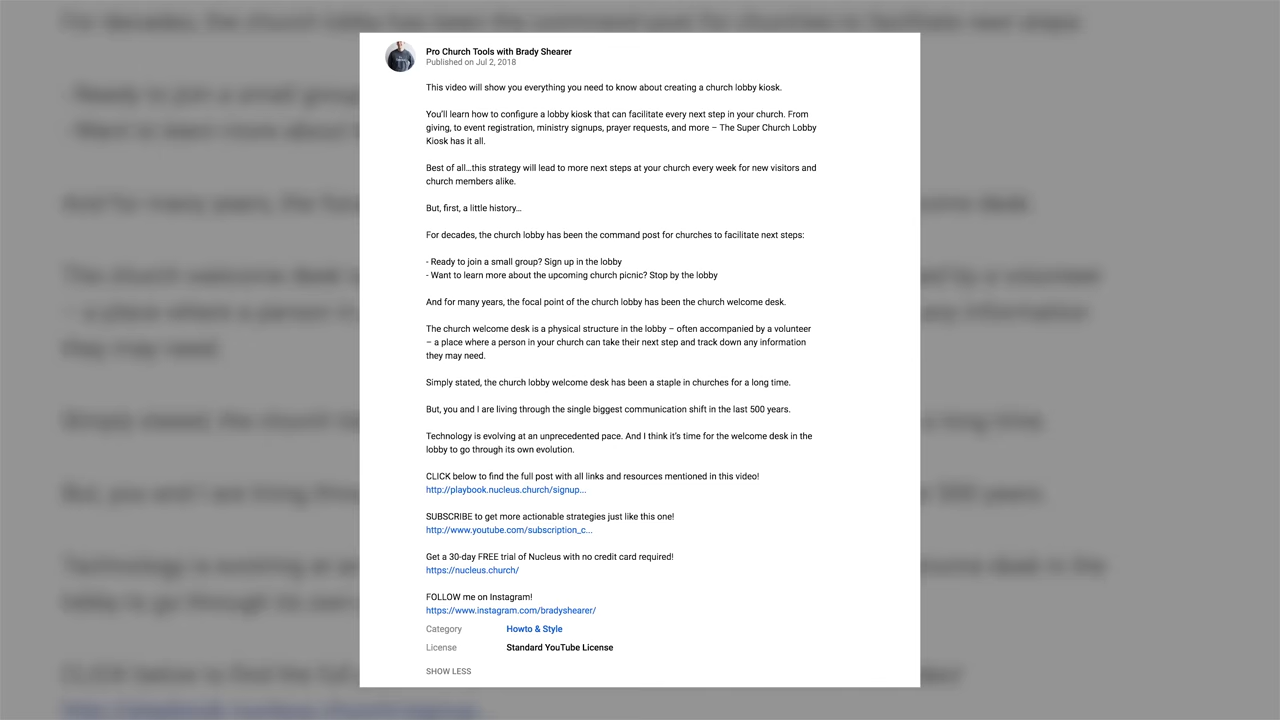 Pro Church Tools with Brady Shearer
Published on Jul 2, 2018
This video will show you everything you need to know about creating a church lobby kiosk.
You'll learn how to configure a lobby kiosk that can facilitate every next step in your church. From
giving, to event registration, ministry signups, prayer requests, and more – The Super Church Lobby
Kiosk has it all.
Best of all...this strategy will lead to more next steps at your church every week for new visitors and
church members alike.
But, first, a little history...
For decades, the church lobby has been the command post for churches to facilitate next steps:
- Ready to join a small group? Sign up in the lobby
- Want to learn more about the upcoming church picnic? Stop by the lobby
And for many years, the focal point of the church lobby has been the church welcome desk.
The church welcome desk is a physical structure in the lobby – often accompanied by a volunteer
– a place where a person in your church can take their next step and track down any information
they may need.
Simply stated, the church lobby welcome desk has been a staple in churches for a long time.
But, you and I are living through the single biggest communication shift in the last 500 years.
Technology is evolving at an unprecedented pace. And I think it's time for the welcome desk in the
lobby to go through its own evolution.
CLICK below to find the full post with all links and resources mentioned in this video!
http://playbook.nucleus.church/signup...
SUBSCRIBE to get more actionable strategies just like this one!
http://www.youtube.com/subscription_c...
Get a 30-day FREE trial of Nucleus with no credit card required!
https://nucleus.church/
FOLLOW me on Instagram!
https://www.instagram.com/bradyshearer/
Category Howto & Style
License Standard YouTube License
SHOW LESS